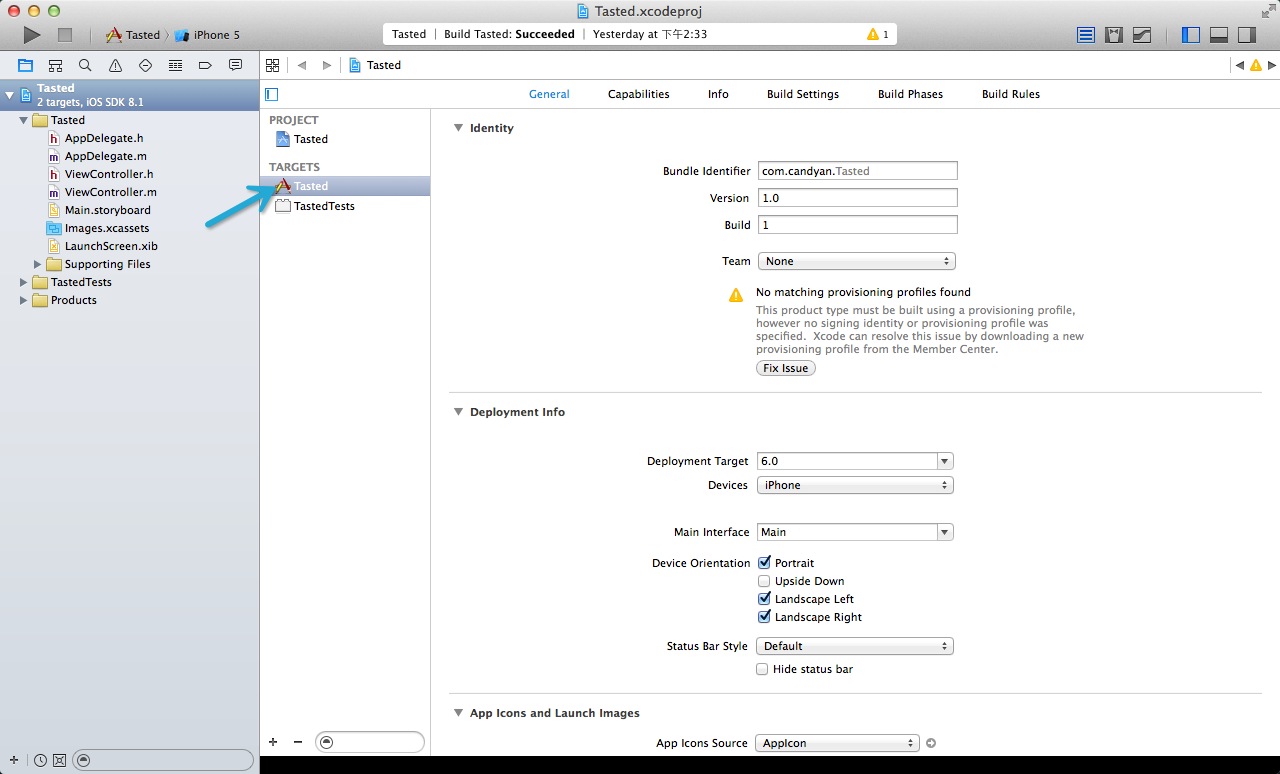 Tasted.xcodeproj
Tasted iPhone 5
Tasted | Build Tasted: Succeeded | Yesterday at 下午2:33 1
Tasted
2 targets, iOS SDK 8.1
Tasted
AppDelegate.h
AppDelegate.m
ViewController.h
ViewController.m
Main.storyboard
Images.xcassets
LaunchScreen.xib
Supporting Files
TastedTests
Products
Tasted
General Capabilities Info Build Settings Build Phases Build Rules
PROJECT
Tasted
TARGETS
Tasted
TastedTests
Identity
Bundle Identifier com.candyan.Tasted
Version 1.0
Build 1
Team None
No matching provisioning profiles found
This product type must be built using a provisioning profile,
however no signing identity or provisioning profile was
specified. Xcode can resolve this issue by downloading a new
provisioning profile from the Member Center.
Fix Issue
Deployment Info
Deployment Target 6.0
Devices iPhone
Main Interface Main
Device Orientation Portrait
Upside Down
Landscape Left
Landscape Right
Status Bar Style Default
Hide status bar
App Icons and Launch Images
App Icons Source AppIcon